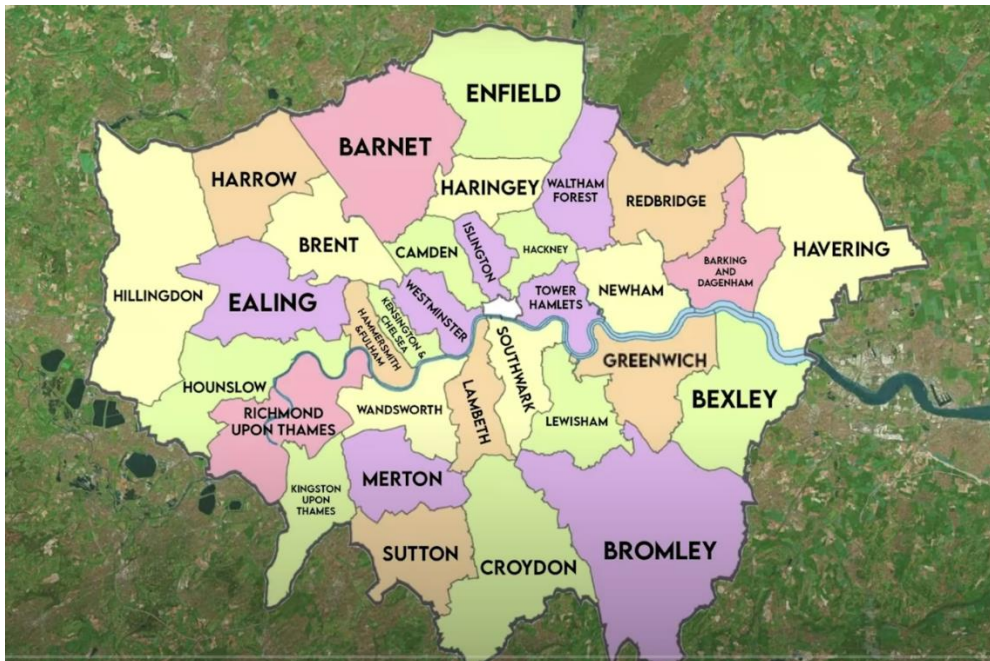 ENFIELD
BARNET
HARROW
HARINGEY
WALTHAM
FOREST
REDBRIDGE
BRENT
CAMDEN
ISLINGTON
HACKNEY
HAVERING
BARKING
AND
DAGENHAM
HILLINGDON
EALING
HAMMERSMITH
&FULHAM
KENSINGTON &
CHELSEA
WESTMINSTER
TOWER
HAMLETS
NEWHAM
SOUTHWARK
GREENWICH
HOUNSLOW
RICHMOND
UPON THAMES
WANDSWORTH
LAMBETH
LEWISHAM
BEXLEY
KINGSTON
UPON
THAMES
MERTON
SUTTON
CROYDON
BROMLEY